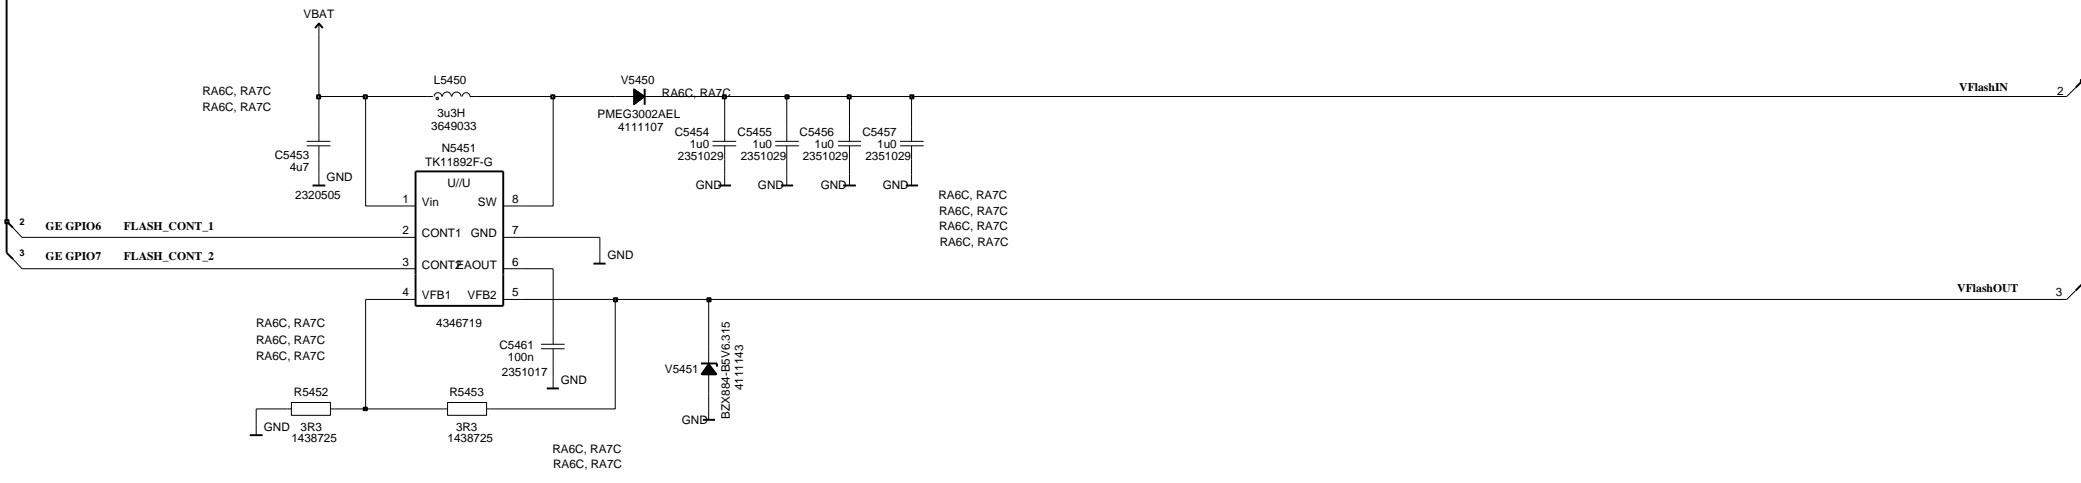 VBAT
RA6C, RA7C
RA6C, RA7C
L5450
3u3H
3649033
V5450
RA6C, RA7C
PMEG3002AEL
4111107
VFlashIN
2
C5453
4u7
GND
2320505
N5451
TK11892F-G
U//U
C5454
1u0
2351029
GND
C5455
1u0
2351029
GND
C5456
1u0
2351029
GND
C5457
1u0
2351029
GND
RA6C, RA7C
RA6C, RA7C
RA6C, RA7C
RA6C, RA7C
1 Vin SW 8
2 GE GPIO6 FLASH_CONT_1 2 CONT1 GND 7
GND
3 GE GPIO7 FLASH_CONT_2 3 CONT2 EAOUT 6
4 VFB1 VFB2 5
VFlashOUT
3
4346719
RA6C, RA7C
RA6C, RA7C
RA6C, RA7C
C5461
100n
2351017
GND
V5451
BZX884-B5V6.315
4111143
GND
R5452
GND
3R3
1438725
R5453
3R3
1438725
RA6C, RA7C
RA6C, RA7C